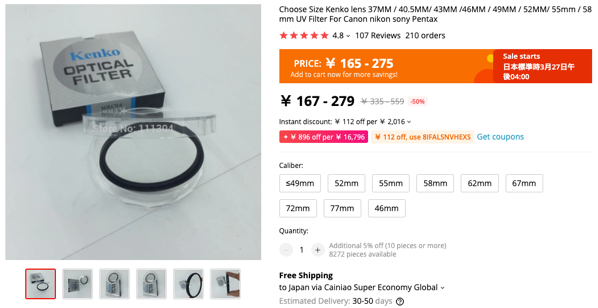 Choose Size Kenko lens 37MM / 40.5MM/ 43MM /46MM / 49MM / 52MM/ 55mm / 58
mm UV Filter For Canon nikon sony Pentax
4.8
107 Reviews
210 orders
PRICE: ¥ 165 - 275
Add to cart now for more savings!
Sale starts
日本標準時3月27日午
後04:00
¥ 167 - 279
¥ 335 - 559
-50%
Instant discount: ¥ 112 off per ¥ 2,016
+ ¥ 896 off per ¥ 16,796
¥ 112 off, use 8IFALSNVHEXS
Get coupons
Caliber:
≤49mm
52mm
55mm
58mm
62mm
67mm
72mm
77mm
46mm
Quantity:
- 1 +
Additional 5% off (10 pieces or more)
8272 pieces available
Free Shipping
to Japan via Cainiao Super Economy Global
Estimated Delivery: 30-50 days ?
Kenko
OPTICAL
FILTER